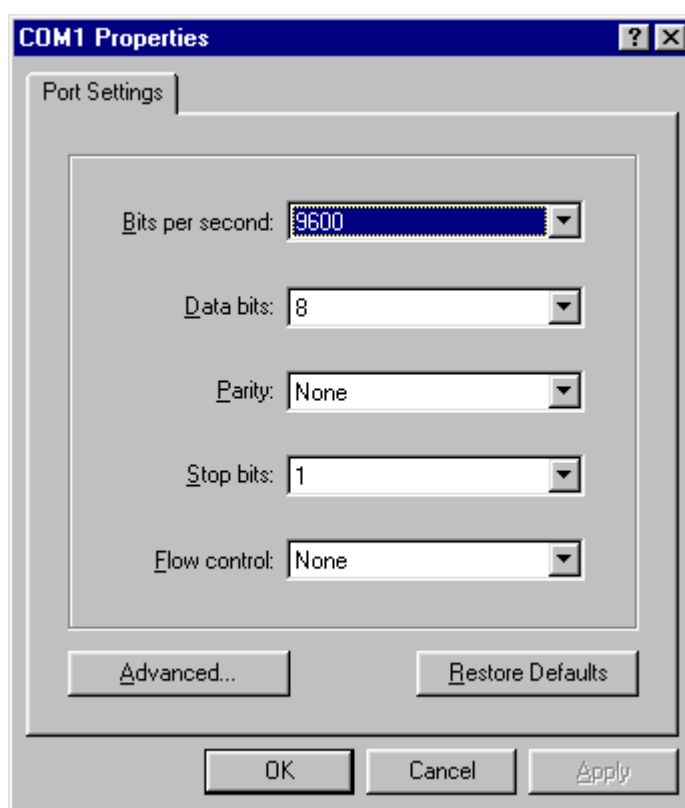 COM1 Properties
Port Settings
Bits per second: 9600
Data bits: 8
Parity: None
Stop bits: 1
Flow control: None
Advanced... Restore Defaults
OK Cancel Apply